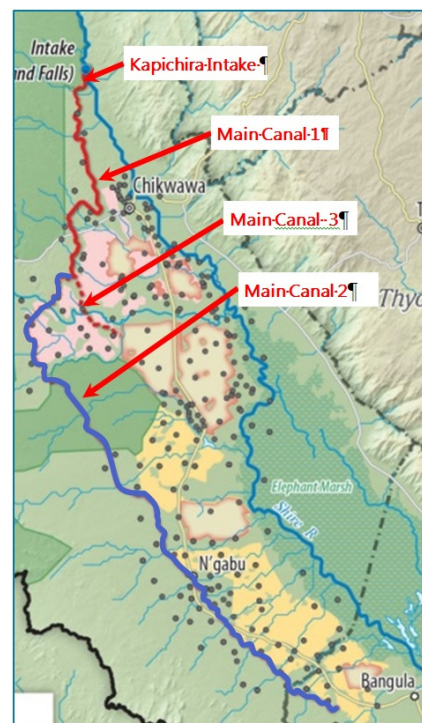 Intake
nd Falls)
Kapichira·Intake·¶
Main·Canal·1¶
Chikwawa
Main·Canal··3¶
Main·Canal·2¶
Thyo
Elephant Marsh
Shire R
N'gabu
Bangula